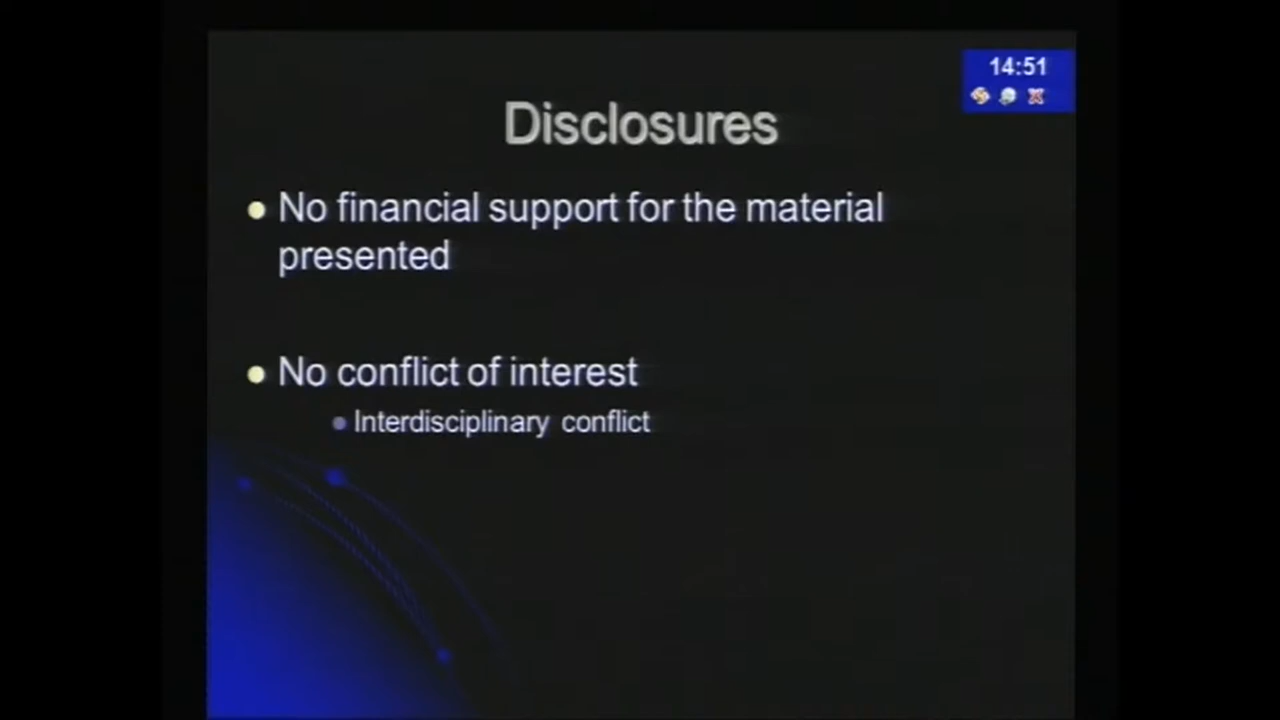 14:51
Disclosures
No financial support for the material
presented
No conflict of interest
Interdisciplinary conflict